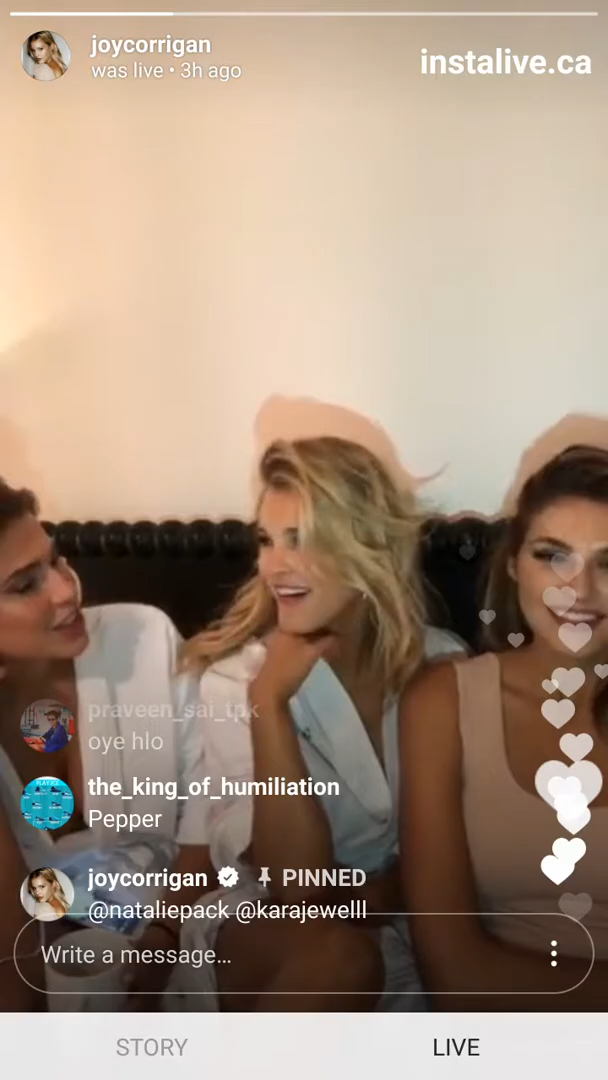 joycorrigan
was live • 3h ago
instalive.ca
praveen_sai_tpk
oye hlo
the_king_of_humiliation
Pepper
joycorrigan PINNED
@nataliepack @karajewelll
Write a message...
STORY LIVE